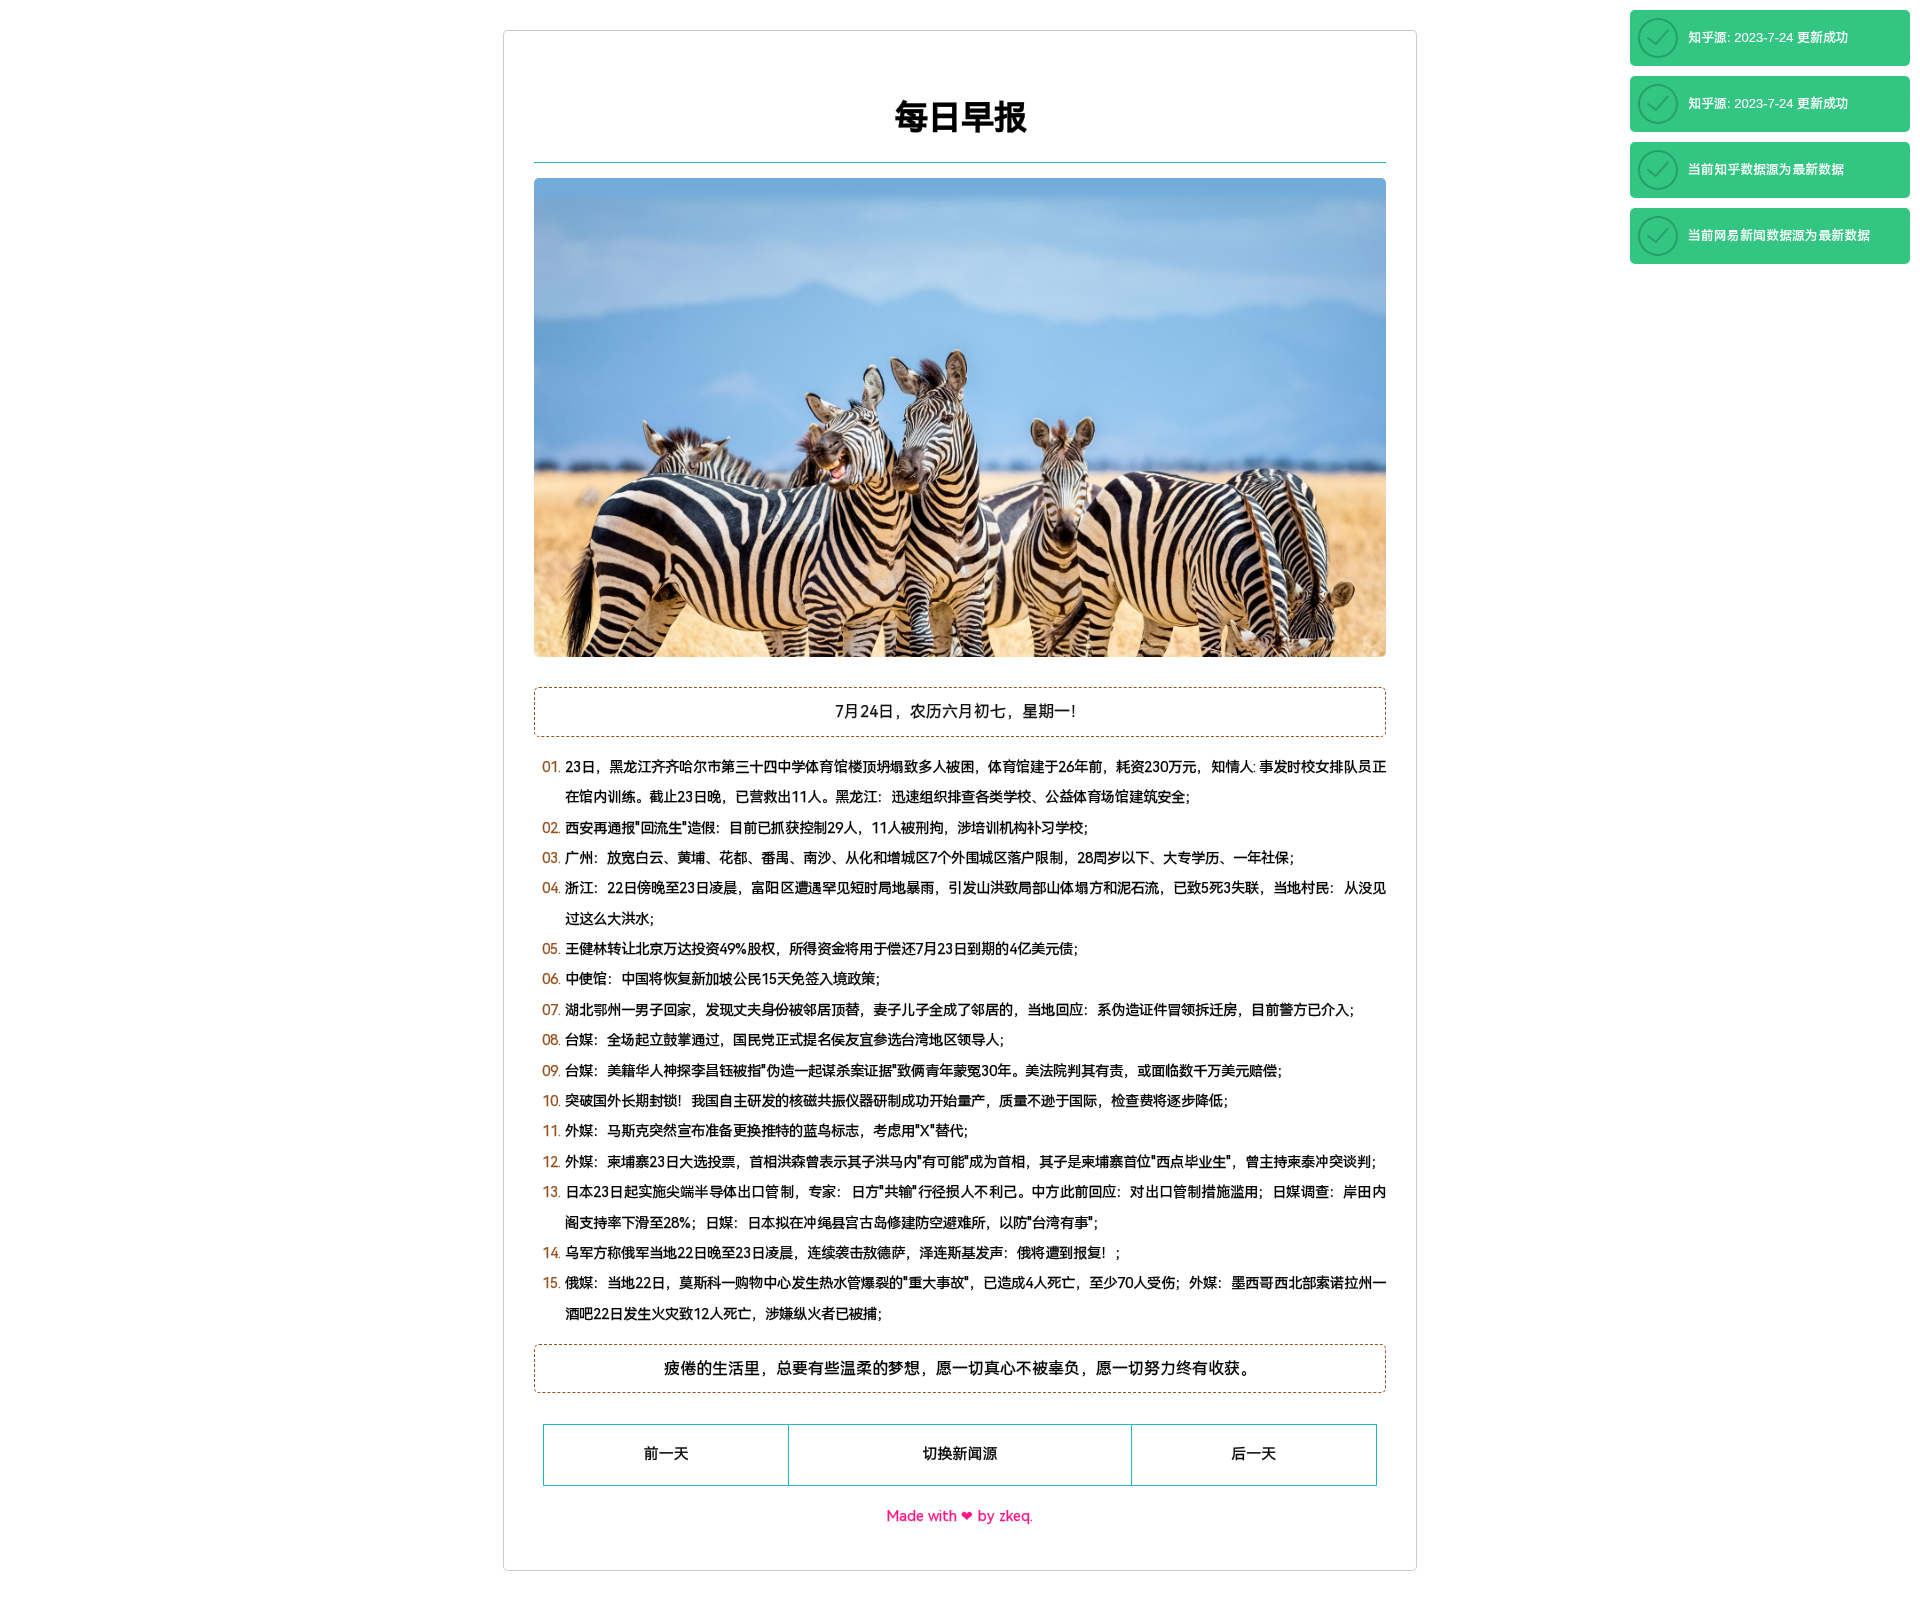 每日早报
7月24日，农历六月初七，星期一！
01. 23日，黑龙江齐齐哈尔市第三十四中学体育馆楼顶坍塌致多人被困，体育馆建于26年前，耗资230万元，知情人: 事发时校女排队员正
在馆内训练。截止23日晚，已营救出11人。黑龙江：迅速组织排查各类学校、公益体育场馆建筑安全；
02. 西安再通报"回流生"造假：目前已抓获控制29人，11人被刑拘，涉培训机构补习学校；
03. 广州：放宽白云、黄埔、花都、番禺、南沙、从化和增城区7个外围城区落户限制，28周岁以下、大专学历、一年社保；
04. 浙江：22日傍晚至23日凌晨，富阳区遭遇罕见短时局地暴雨，引发山洪致局部山体塌方和泥石流，已致5死3失联，当地村民：从没见
过这么大洪水；
05. 王健林转让北京万达投资49%股权，所得资金将用于偿还7月23日到期的4亿美元债；
06. 中使馆：中国将恢复新加坡公民15天免签入境政策；
07. 湖北鄂州一男子回家，发现丈夫身份被邻居顶替，妻子儿子全成了邻居的，当地回应：系伪造证件冒领拆迁房，目前警方已介入；
08. 台媒：全场起立鼓掌通过，国民党正式提名侯友宜参选台湾地区领导人；
09. 台媒：美籍华人神探李昌钰被指"伪造一起谋杀案证据"致俩青年蒙冤30年。美法院判其有责，或面临数千万美元赔偿；
10. 突破国外长期封锁！我国自主研发的核磁共振仪器研制成功开始量产，质量不逊于国际，检查费将逐步降低；
11. 外媒：马斯克突然宣布准备更换推特的蓝鸟标志，考虑用"X"替代；
12. 外媒：柬埔寨23日大选投票，首相洪森曾表示其子洪马内"有可能"成为首相，其子是柬埔寨首位"西点毕业生"，曾主持柬泰冲突谈判；
13. 日本23日起实施尖端半导体出口管制，专家：日方"共输"行径损人不利己。中方此前回应：对出口管制措施滥用；日媒调查：岸田内
阁支持率下滑至28%；日媒：日本拟在冲绳县宫古岛修建防空避难所，以防"台湾有事"；
14. 乌军方称俄军当地22日晚至23日凌晨，连续袭击敖德萨，泽连斯基发声：俄将遭到报复！；
15. 俄媒：当地22日，莫斯科一购物中心发生热水管爆裂的"重大事故"，已造成4人死亡，至少70人受伤；外媒：墨西哥西北部索诺拉州一
酒吧22日发生火灾致12人死亡，涉嫌纵火者已被捕；
疲倦的生活里，总要有些温柔的梦想，愿一切真心不被辜负，愿一切努力终有收获。
前一天
切换新闻源
后一天
Made with ❤ by zkeq.
知乎源: 2023-7-24 更新成功
知乎源: 2023-7-24 更新成功
当前知乎数据源为最新数据
当前网易新闻数据源为最新数据